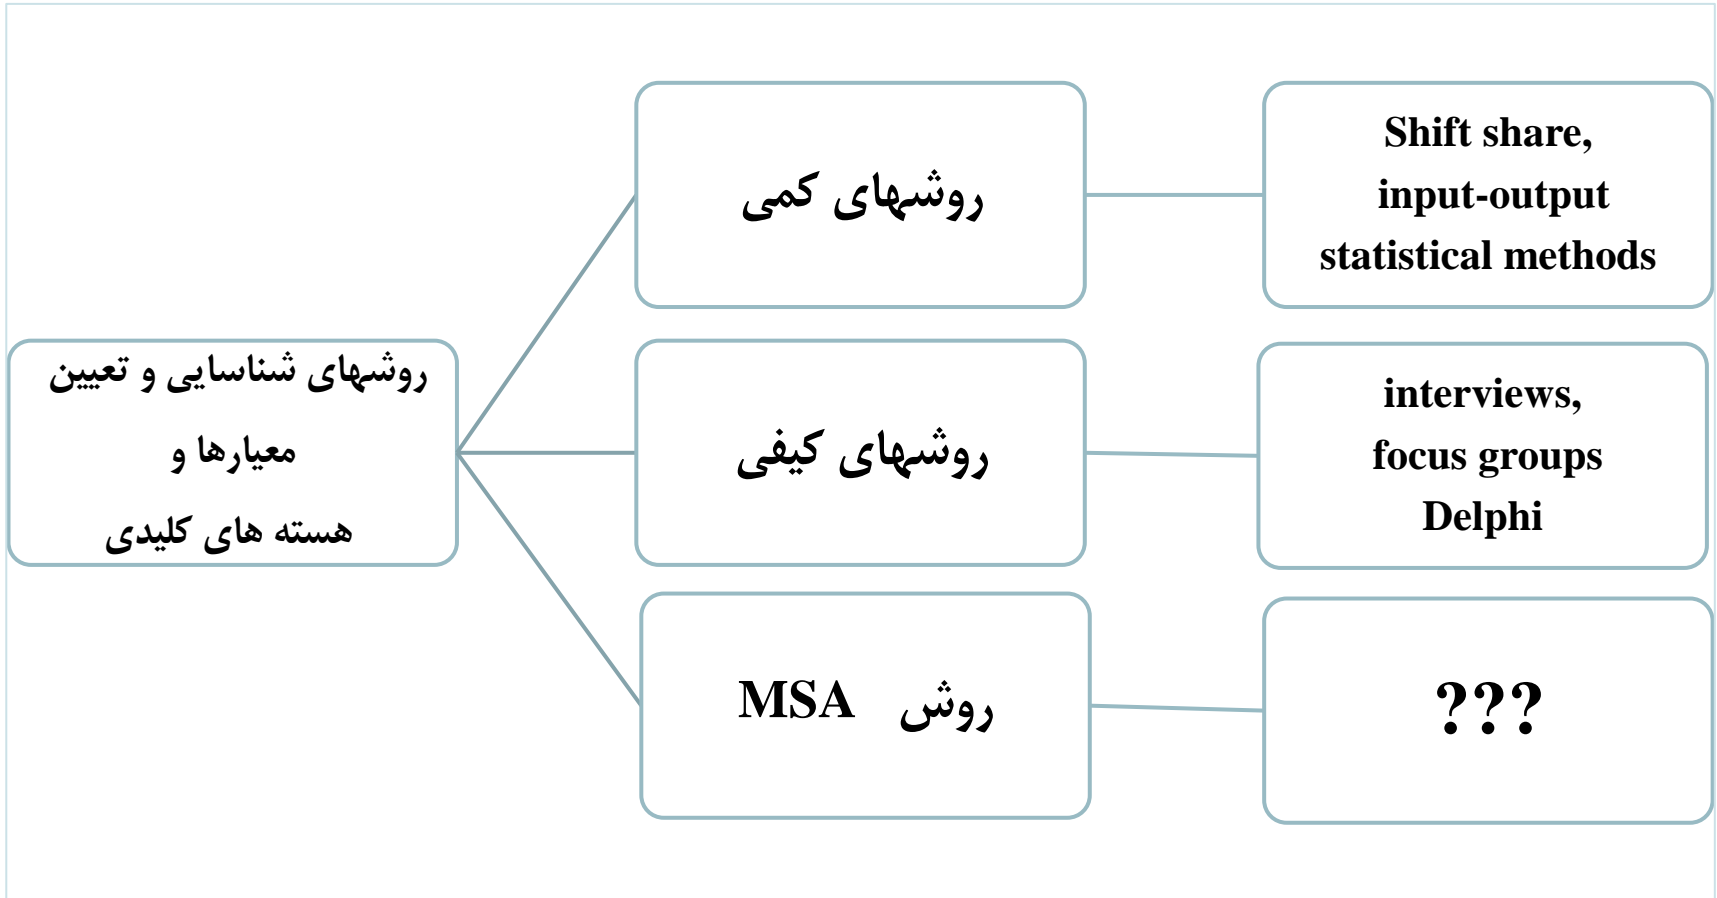 روشهای شناسایی و تعیین
معیارها و
هسته های کلیدی
روشهای کمی
Shift share,
input-output
statistical methods
روشهای کیفی
interviews,
focus groups
Delphi
روش MSA
???